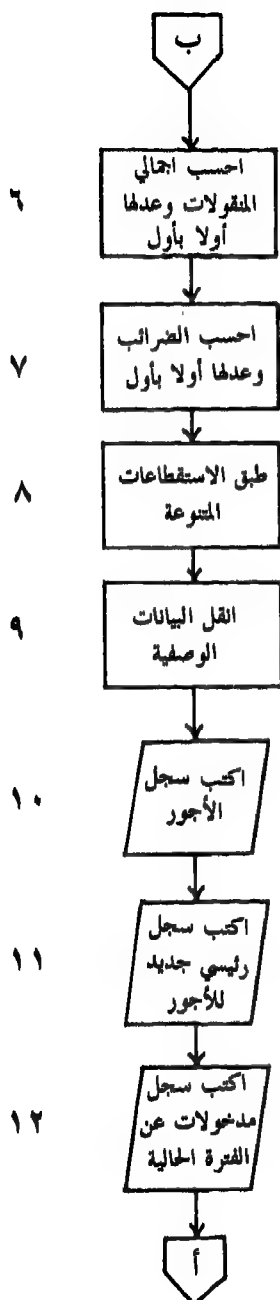 ب
٦
احسب اجمالي
المنقولات وعدلها
أولا بأول
٧
احسب الضرائب
وعدلها أولا بأول
٨
طبق الاستقطاعات
المتنوعة
٩
انقل البيانات
الوصفية
١٠
اكتب سجل
الأجور
١١
اكتب سجل
رئيسي جديد
للأجور
١٢
اكتب سجل
مدخولات عن
الفترة الحالية
أ